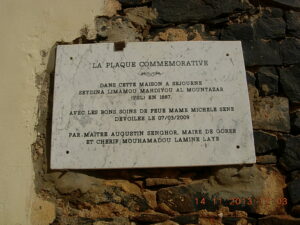 LA PLAQUE COMMEMORATIVE
DANS CETTE MAISON A SEJOURNE
SEYDINA LIMAMOU MAHDIYOU AL MOUNTAZAR
(PSL) EN 1887.
AVEC LES BONS SOINS DE FEUE MAME MICHELE SENE
DEVOILEE LE 07/03/2009
PAR MAÎTRE AUGUSTIN SENGHOR, MAIRE DE GOREE
ET CHERIF MOUHAMADOU LAMINE LAYE
14 11 2013